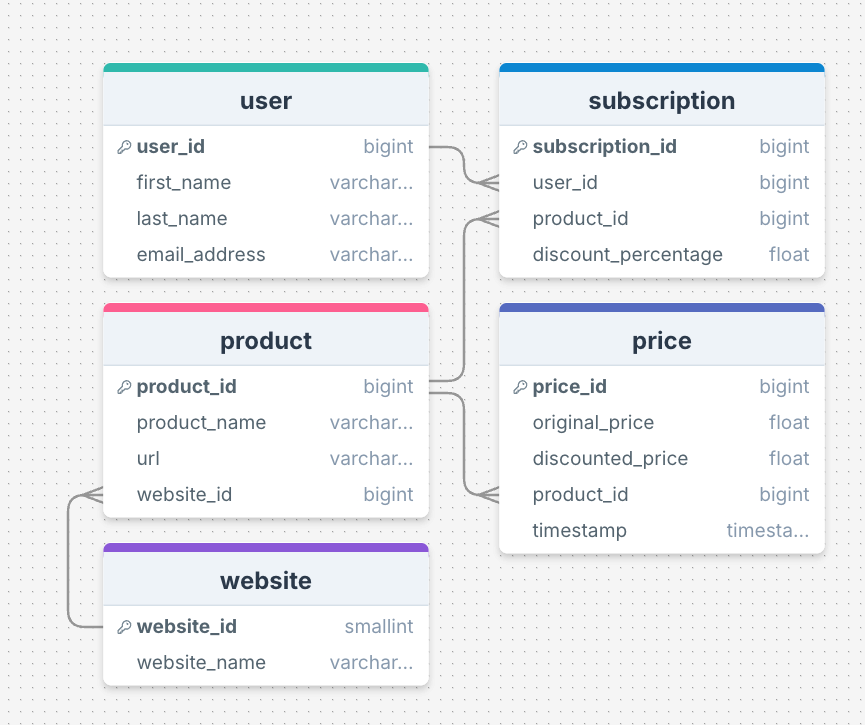 user
user_id bigint
first_name varchar...
last_name varchar...
email_address varchar...
subscription
subscription_id bigint
user_id bigint
product_id bigint
discount_percentage float
product
product_id bigint
product_name varchar...
url varchar...
website_id bigint
price
price_id bigint
original_price float
discounted_price float
product_id bigint
timestamp timesta...
website
website_id smallint
website_name varchar...